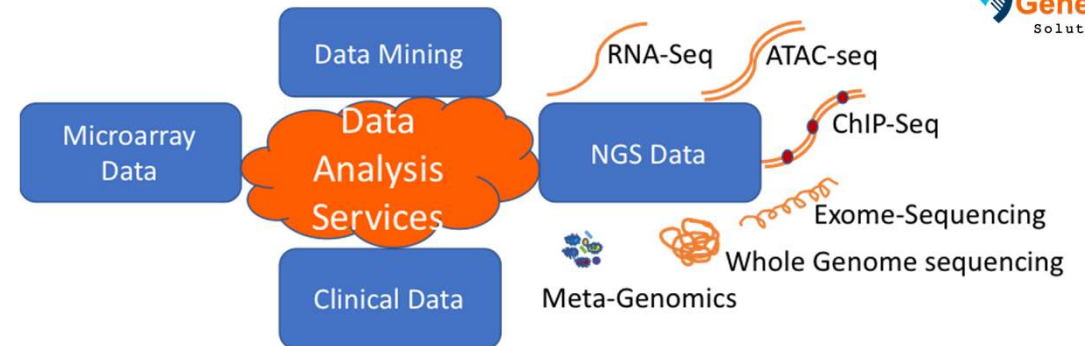 Data Mining
RNA-Seq
ATAC-seq
Microarray
Data
Data
Analysis
Services
NGS Data
ChIP-Seq
Exome-Sequencing
Whole Genome sequencing
Clinical Data
Meta-Genomics